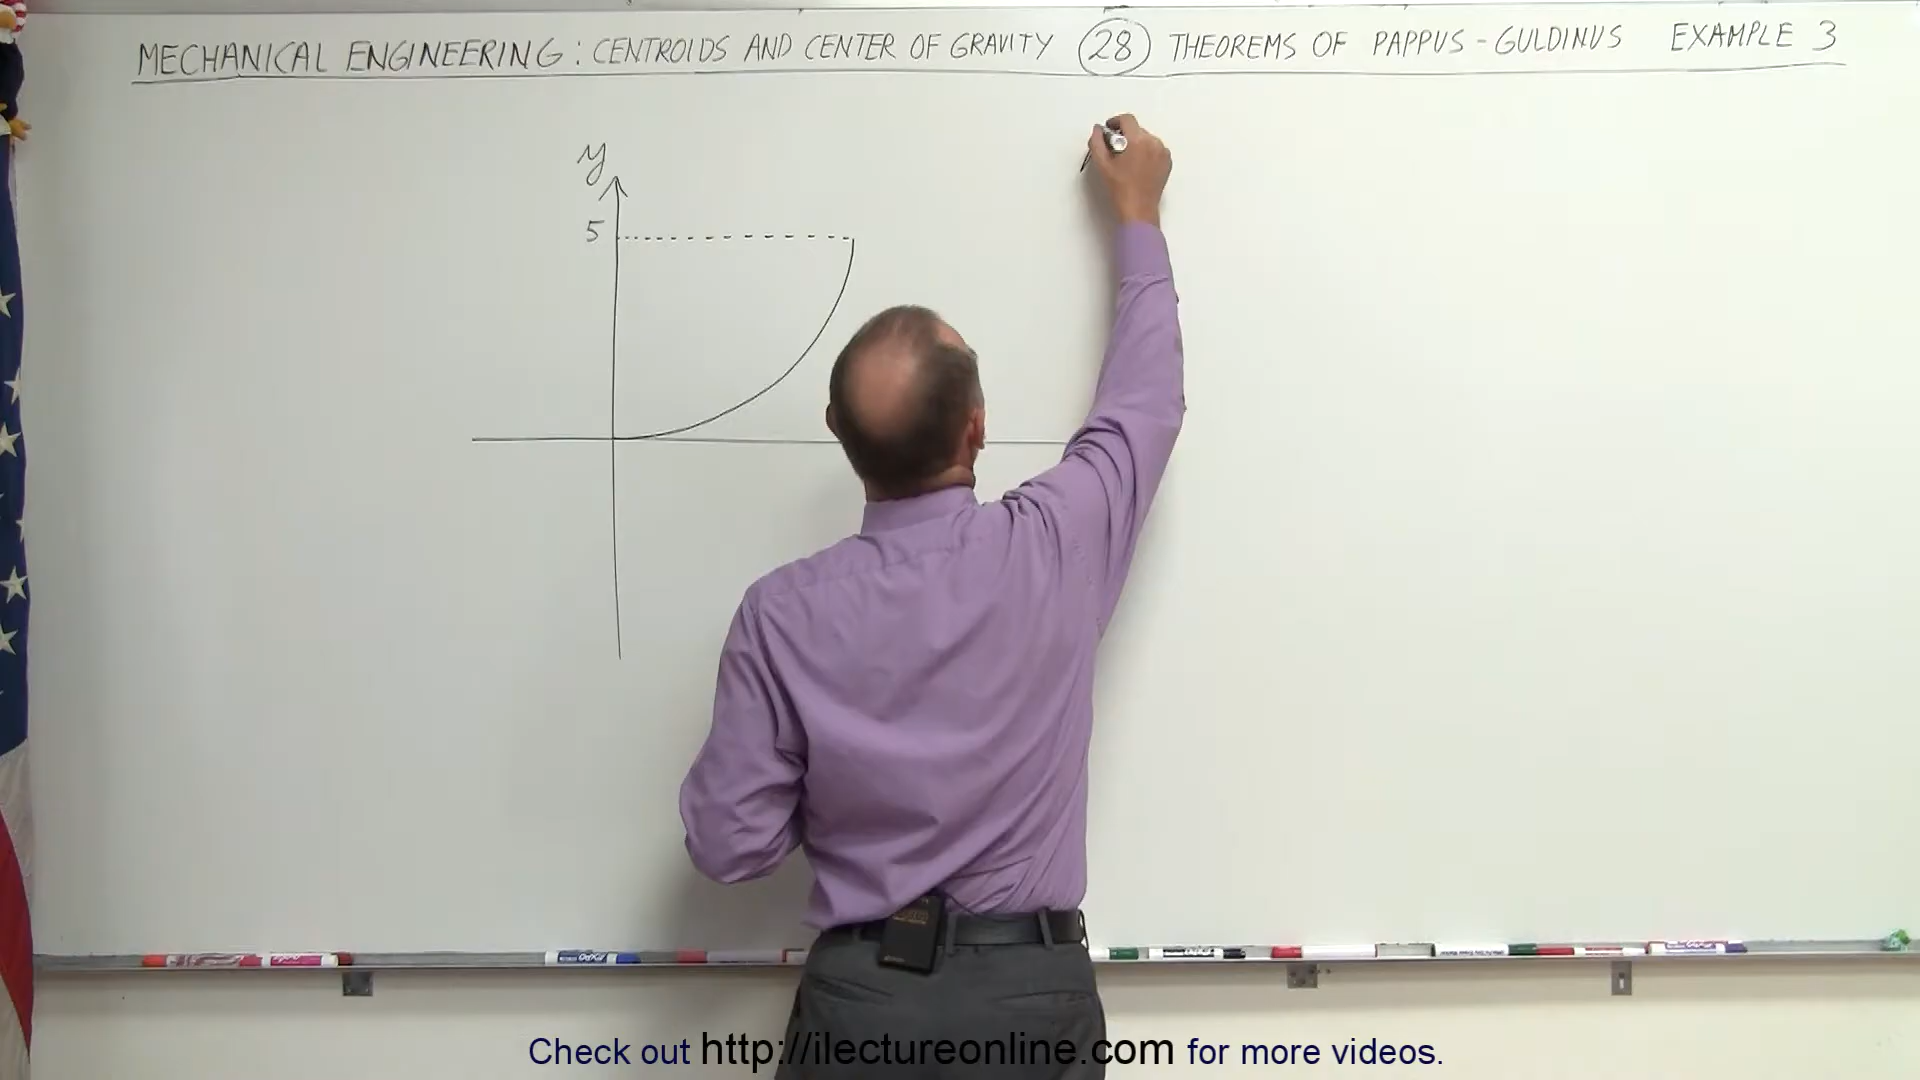 MECHANICAL ENGINEERING: CENTROIDS AND CENTER OF GRAVITY 28 THEOREMS OF PAPPUS-GULDINUS EXAMPLE 3
y
5
Check out http://ilectureonline.com for more videos.